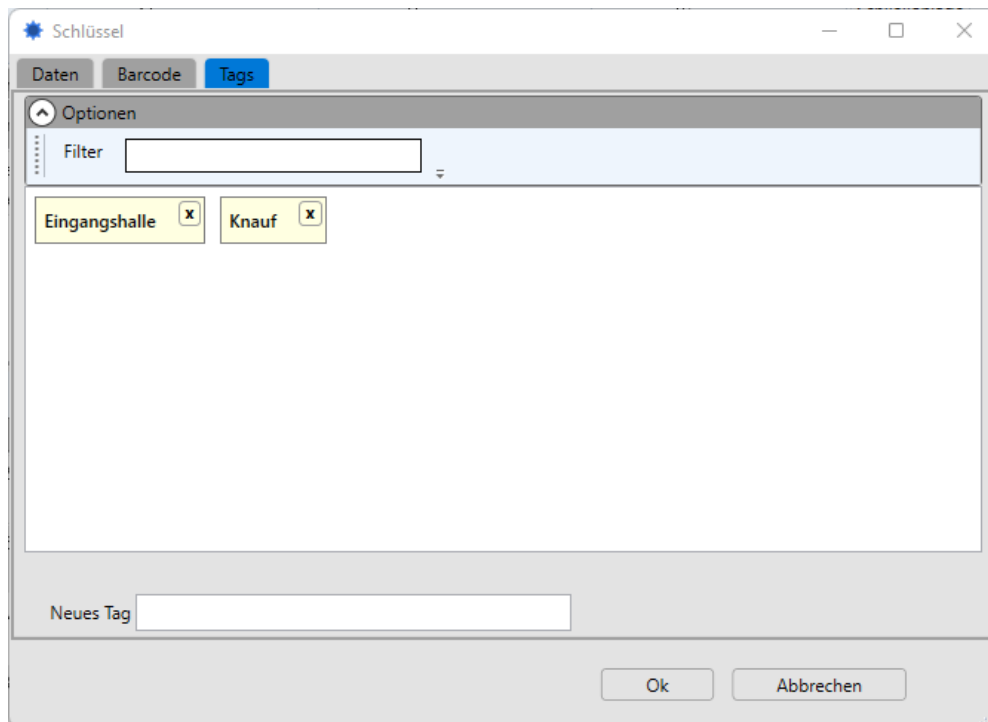 Schlüssel
Daten Barcode Tags
Optionen
Filter
Eingangshalle x Knauf x
Neues Tag
Ok Abbrechen